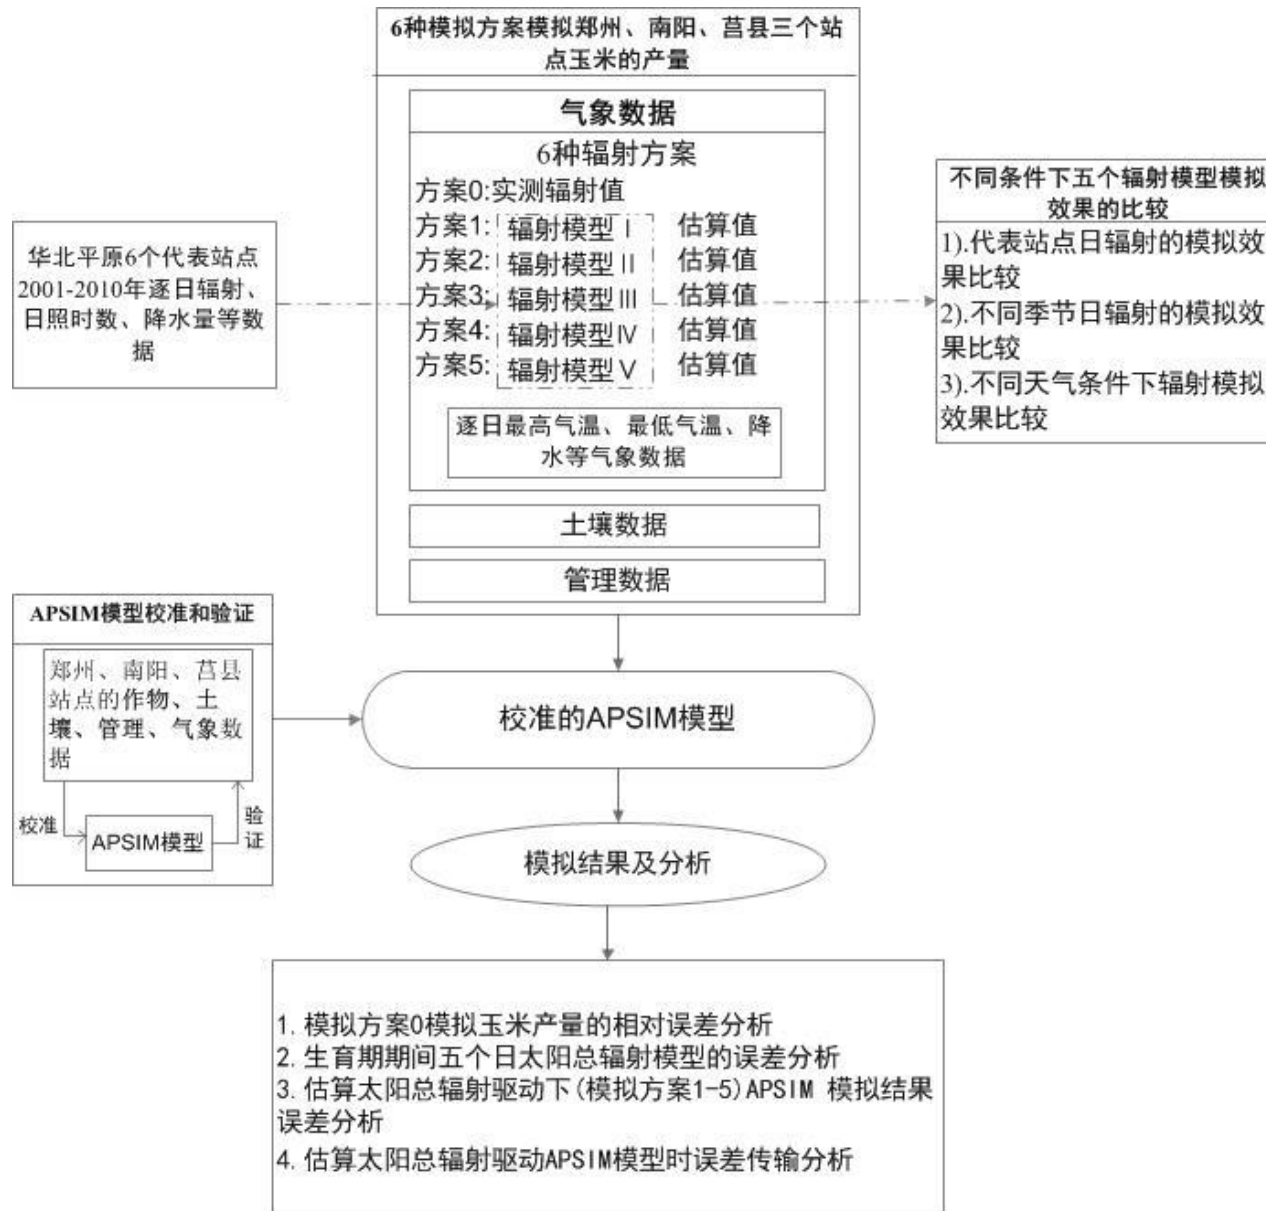 6种模拟方案模拟郑州、南阳、莒县三个站
点玉米的产量
气象数据
6种辐射方案
方案0:实测辐射值
方案1: 辐射模型Ⅰ 估算值
方案2: 辐射模型Ⅱ 估算值
方案3: 辐射模型Ⅲ 估算值
方案4: 辐射模型Ⅳ 估算值
方案5: 辐射模型Ⅴ 估算值
逐日最高气温、最低气温、降
水等气象数据
土壤数据
管理数据
华北平原6个代表站点
2001-2010年逐日辐射、
日照时数、降水量等数
据
不同条件下五个辐射模型模拟
效果的比较
1).代表站点日辐射的模拟效
果比较
2).不同季节日辐射的模拟效
果比较
3).不同天气条件下辐射模拟
效果比较
APSIM模型校准和验证
郑州、南阳、莒县
站点的作物、土
壤、管理、气象数
据
校准
APSIM模型
验
证
校准的APSIM模型
模拟结果及分析
1. 模拟方案0模拟玉米产量的相对误差分析
2. 生育期期间五个日太阳总辐射模型的误差分析
3. 估算太阳总辐射驱动下(模拟方案1-5)APSIM 模拟结果
误差分析
4. 估算太阳总辐射驱动APSIM模型时误差传输分析